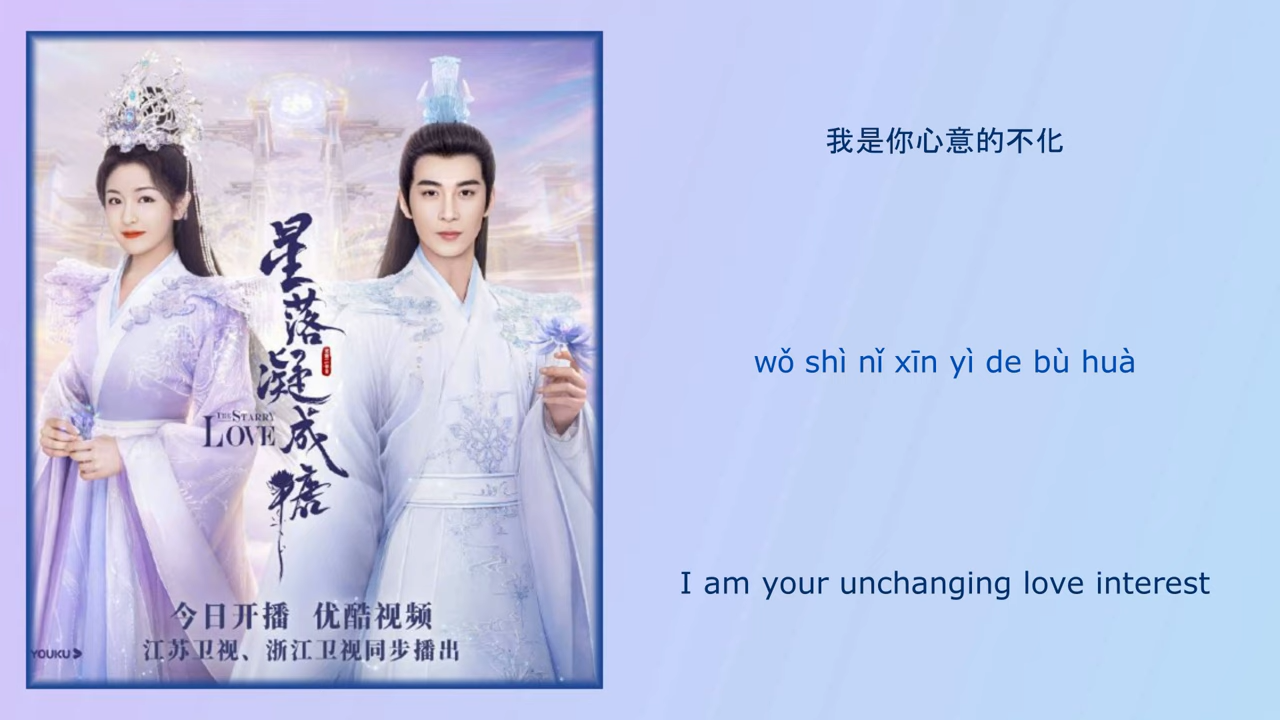 星落凝成糖
THE STARRY
LOVE
今日开播 优酷视频
江苏卫视、浙江卫视同步播出
YOUKU
我是你心意的不化
wǒ shì nǐ xīn yì de bù huà
I am your unchanging love interest